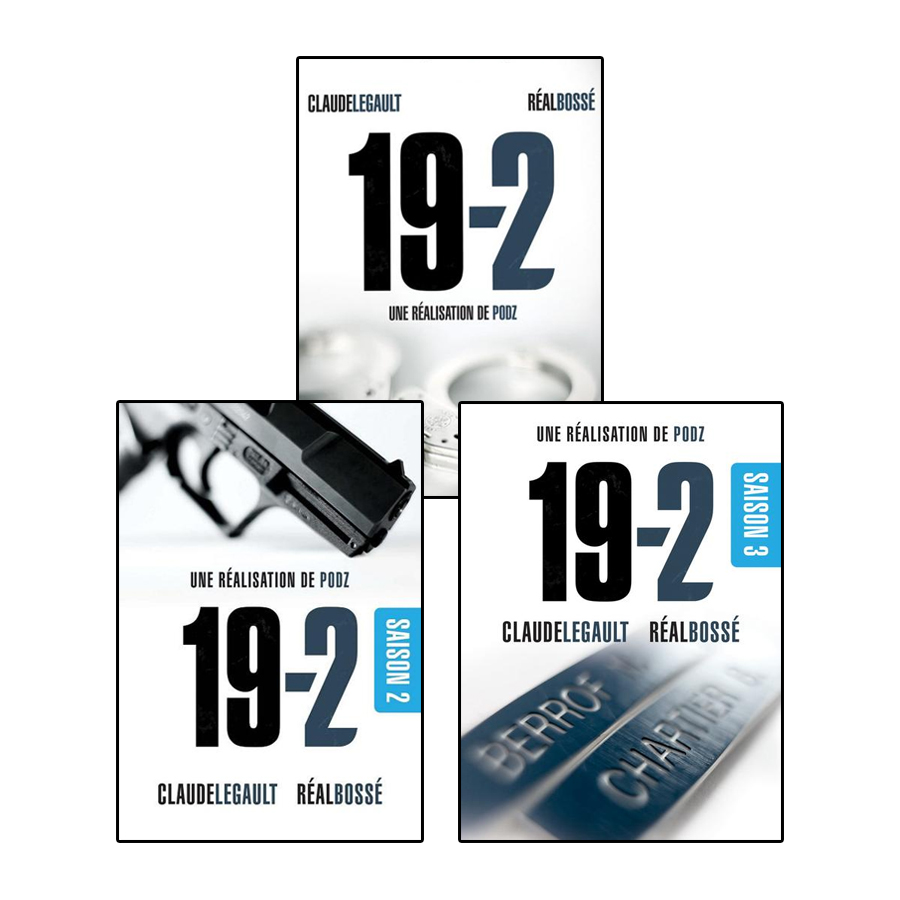 CLAUDELEGAULT RÉALBOSSÉ
19-2
UNE RÉALISATION DE PODZ
UNE RÉALISATION DE PODZ
19-2
SAISON 2
CLAUDELEGAULT RÉALBOSSÉ
UNE RÉALISATION DE PODZ
19-2
SAISON 3
CLAUDELEGAULT RÉALBOSSÉ
BERROF N.
CHARTIER B.